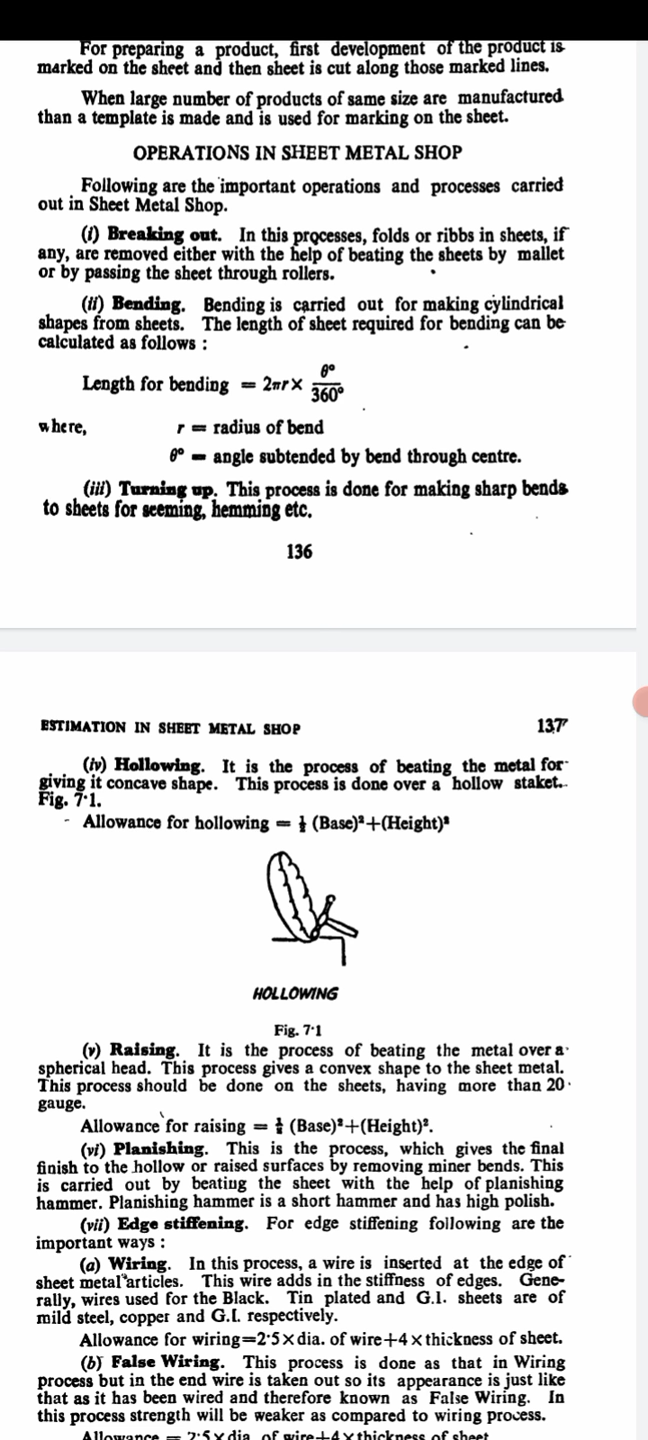 For preparing a product, first development of the product is
marked on the sheet and then sheet is cut along those marked lines.
When large number of products of same size are manufactured
than a template is made and is used for marking on the sheet.
OPERATIONS IN SHEET METAL SHOP
Following are the important operations and processes carried
out in Sheet Metal Shop.
(i) Breaking out. In this processes, folds or ribbs in sheets, if
any, are removed either with the help of beating the sheets by mallet
or by passing the sheet through rollers.
(ii) Bending. Bending is carried out for making cylindrical
shapes from sheets. The length of sheet required for bending can be
calculated as follows :
Length for bending = 2πr× θ°/360°
where, r = radius of bend
θ° = angle subtended by bend through centre.
(iii) Turning up. This process is done for making sharp bends
to sheets for seeming, hemming etc.
136
ESTIMATION IN SHEET METAL SHOP 137
(iv) Hollowing. It is the process of beating the metal for
giving it concave shape. This process is done over a hollow staket.
Fig. 7·1.
Allowance for hollowing = ½ (Base)²+(Height)²
HOLLOWING
Fig. 7·1
(v) Raising. It is the process of beating the metal over a
spherical head. This process gives a convex shape to the sheet metal.
This process should be done on the sheets, having more than 20
gauge.
Allowance for raising = ½ (Base)²+(Height)².
(vi) Planishing. This is the process, which gives the final
finish to the hollow or raised surfaces by removing miner bends. This
is carried out by beating the sheet with the help of planishing
hammer. Planishing hammer is a short hammer and has high polish.
(vii) Edge stiffening. For edge stiffening following are the
important ways :
(a) Wiring. In this process, a wire is inserted at the edge of
sheet metal articles. This wire adds in the stiffness of edges. Gene-
rally, wires used for the Black. Tin plated and G.I. sheets are of
mild steel, copper and G.I. respectively.
Allowance for wiring=2·5×dia. of wire+4×thickness of sheet.
(b) False Wiring. This process is done as that in Wiring
process but in the end wire is taken out so its appearance is just like
that as it has been wired and therefore known as False Wiring. In
this process strength will be weaker as compared to wiring process.
Allowance = 2·5×dia. of wire+4×thickness of sheet